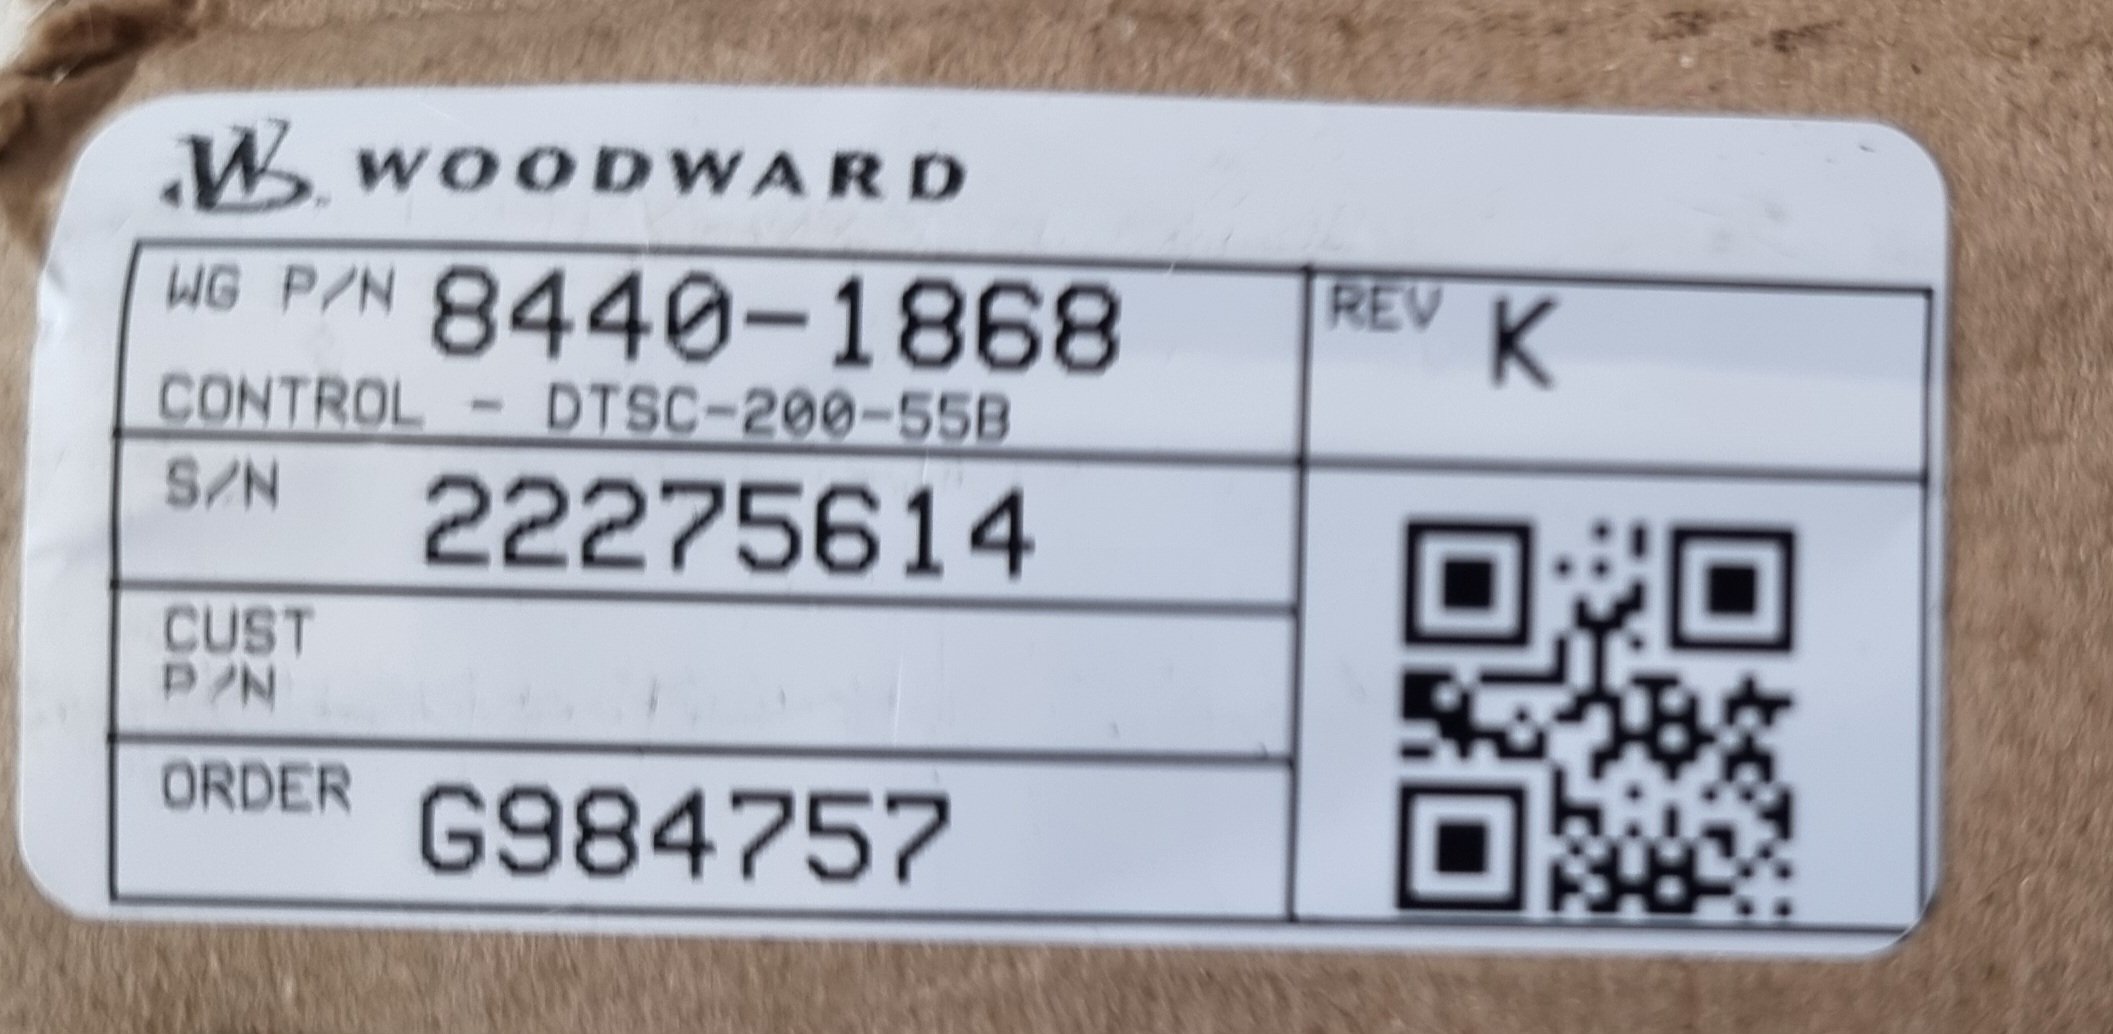 WOODWARD
WG P/N 8440-1868
CONTROL - DTSC-200-55B
REV K
S/N 22275614
CUST
P/N
ORDER G984757